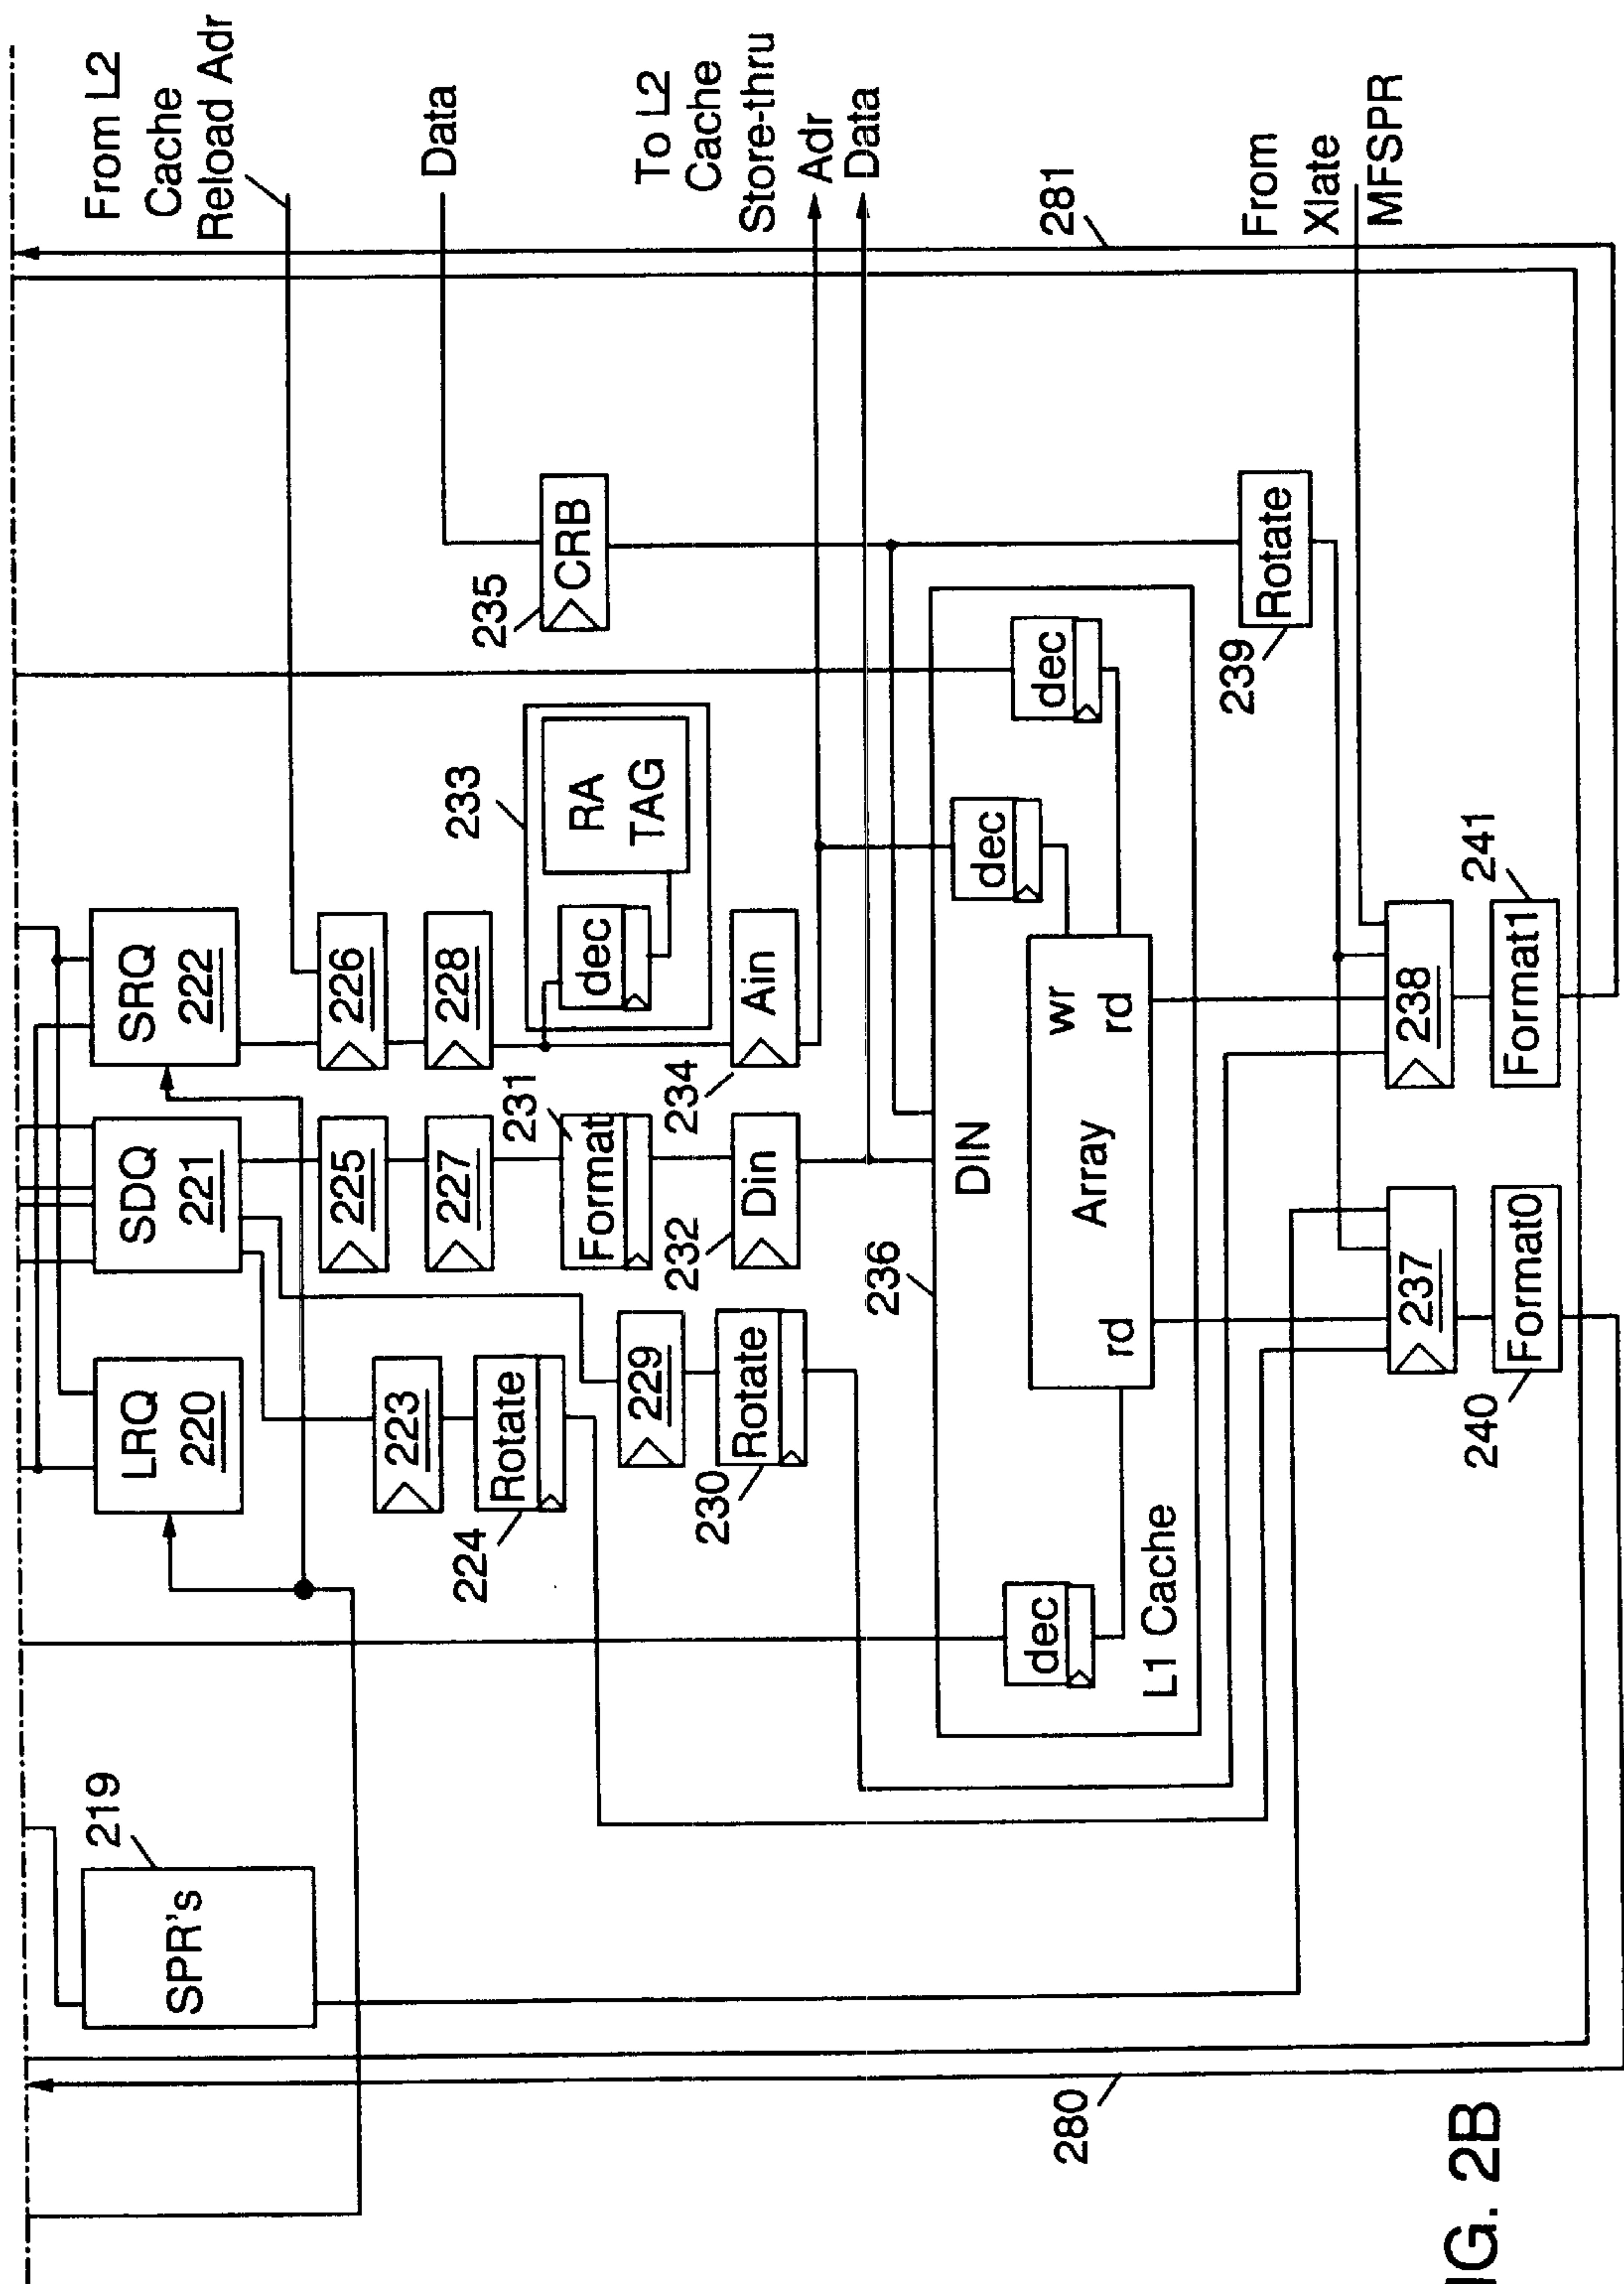 From L2
Cache
Reload Adr
Data
To L2
Cache
Store-thru
Adr
Data
281
From
Xlate
MFSPR
SPR's
219
LRQ
220
SDQ
221
SRQ
222
223
225
226
Rotate
224
227
228
229
Format
231
dec
RA
TAG
233
CRB
235
Rotate
230
Din
232
Ain
234
236
DIN
dec
dec
dec
Array
wr
rd
rd
L1 Cache
Rotate
239
237
238
Format0
240
Format1
241
280
IG. 2B